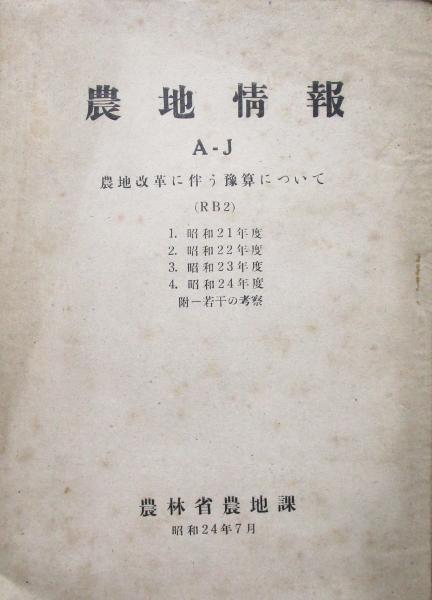 農地情報
A-J
農地改革に伴う豫算について
(RB2)
1. 昭和21年度
2. 昭和22年度
3. 昭和23年度
4. 昭和24年度
附ー若干の考察
農林省農地課
昭和24年7月